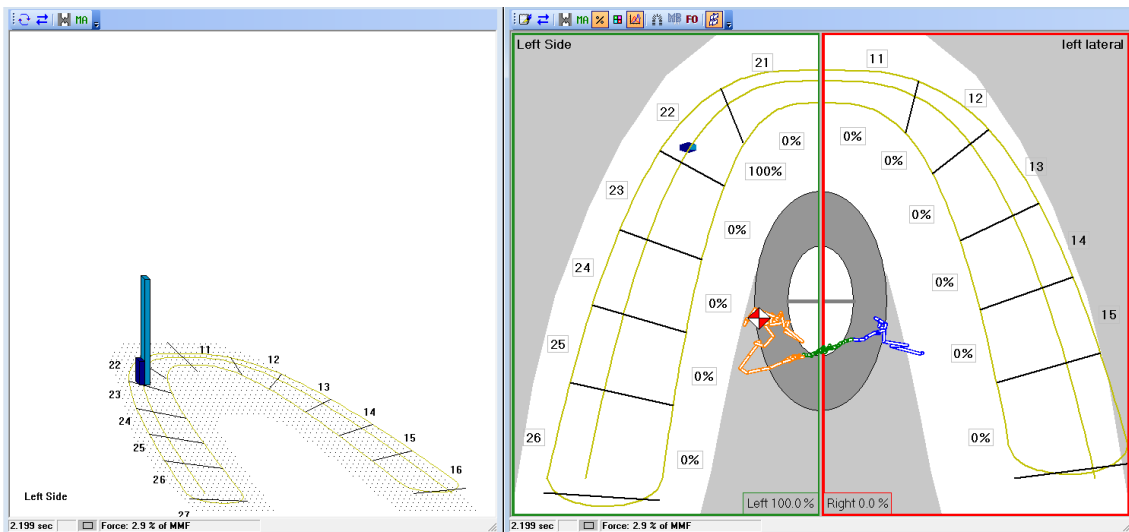 MA
11
22
12
23
13
24
14
25
15
26
16
27
Left Side
2.199 sec
Force: 2.9 % of MMF
MA % WB FO
Left Side
left lateral
21
11
22
12
0% 0%
100% 0%
13
23
0% 0%
14
24
0% 0%
15
25
0% 0%
26
0% 0%
Left 100.0 % Right 0.0 %
2.199 sec
Force: 2.9 % of MMF